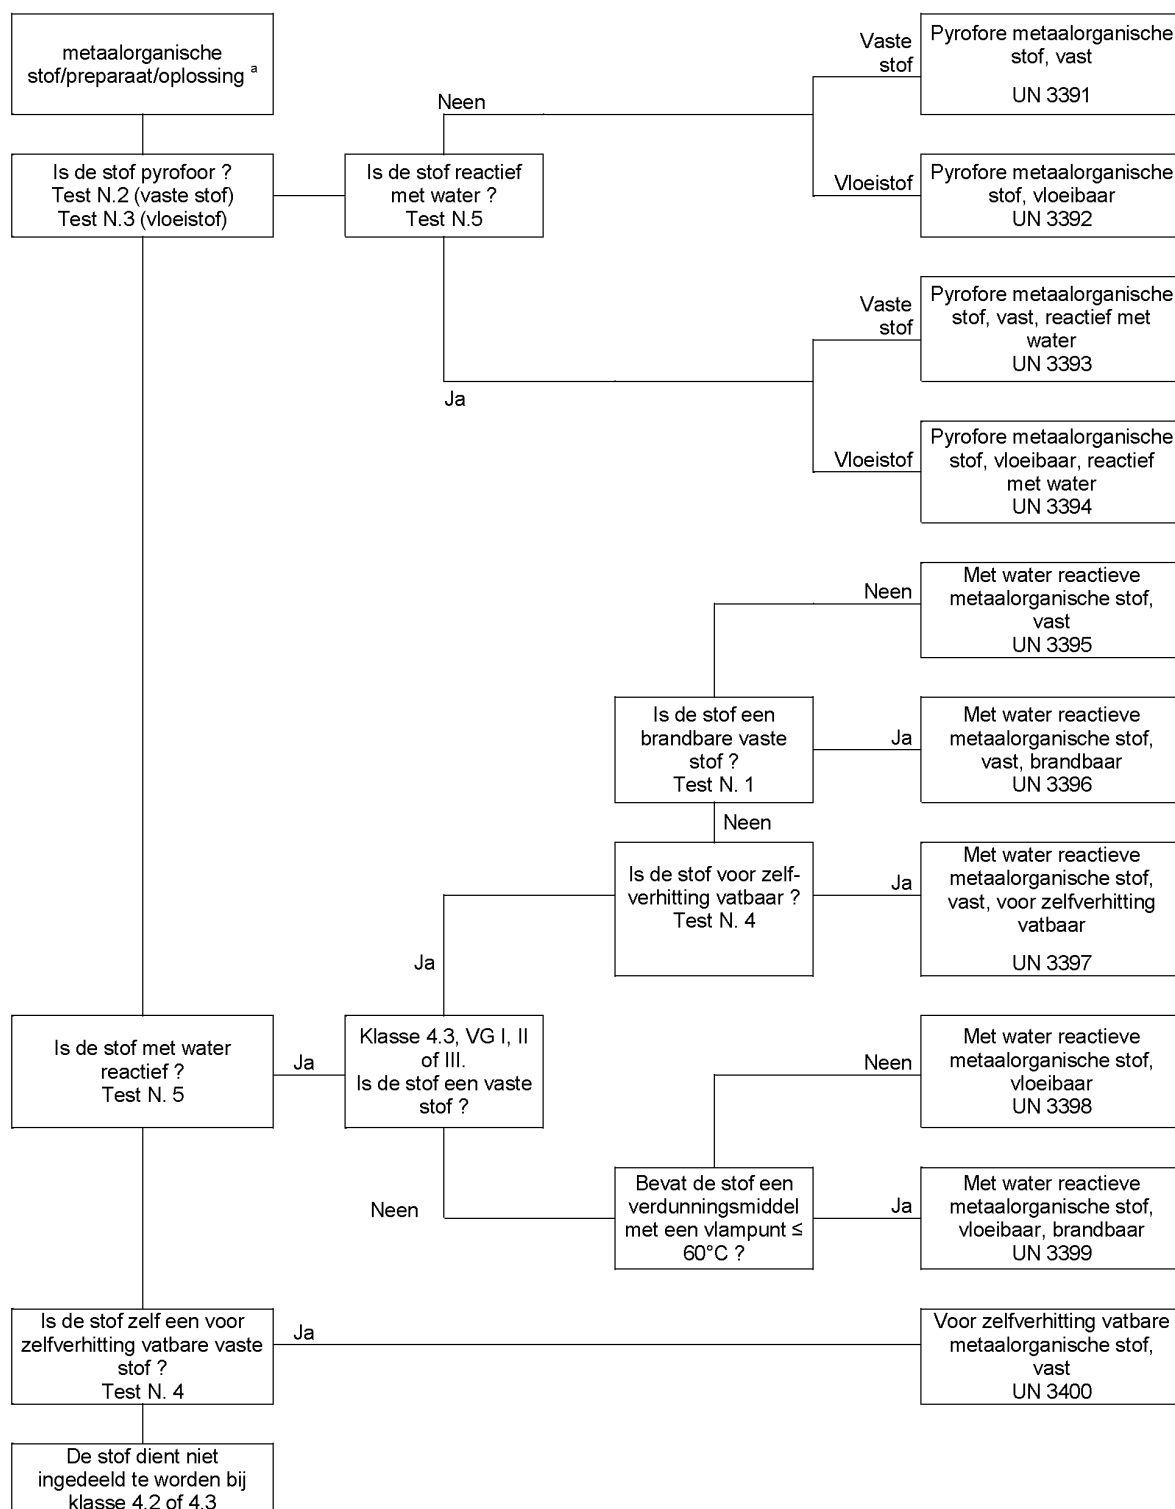 metaalorganische
stof/preparaat/oplossing a
Is de stof pyrofoor ?
Test N.2 (vaste stof)
Test N.3 (vloeistof)
Neen
Is de stof reactief
met water ?
Test N.5
Ja
Vaste
stof
Pyrofore metaalorganische
stof, vast
UN 3391
Vloeistof
Pyrofore metaalorganische
stof, vloeibaar
UN 3392
Vaste
stof
Pyrofore metaalorganische
stof, vast, reactief met
water
UN 3393
Vloeistof
Pyrofore metaalorganische
stof, vloeibaar, reactief
met water
UN 3394
Neen
Met water reactieve
metaalorganische stof,
vast
UN 3395
Is de stof een
brandbare vaste
stof ?
Test N. 1
Ja
Met water reactieve
metaalorganische stof,
vast, brandbaar
UN 3396
Neen
Is de stof voor zelf-
verhitting vatbaar ?
Test N. 4
Ja
Met water reactieve
metaalorganische stof,
vast, voor zelfverhitting
vatbaar
UN 3397
Ja
Is de stof met water
reactief ?
Test N. 5
Ja
Klasse 4.3, VG I, II
of III.
Is de stof een vaste
stof ?
Neen
Neen
Met water reactieve
metaalorganische stof,
vloeibaar
UN 3398
Bevat de stof een
verdunningsmiddel
met een vlampunt ≤
60°C ?
Ja
Met water reactieve
metaalorganische stof,
vloeibaar, brandbaar
UN 3399
Is de stof zelf een voor
zelfverhitting vatbare vaste
stof ?
Test N. 4
Ja
Voor zelfverhitting vatbare
metaalorganische stof,
vast
UN 3400
De stof dient niet
ingedeeld te worden bij
klasse 4.2 of 4.3